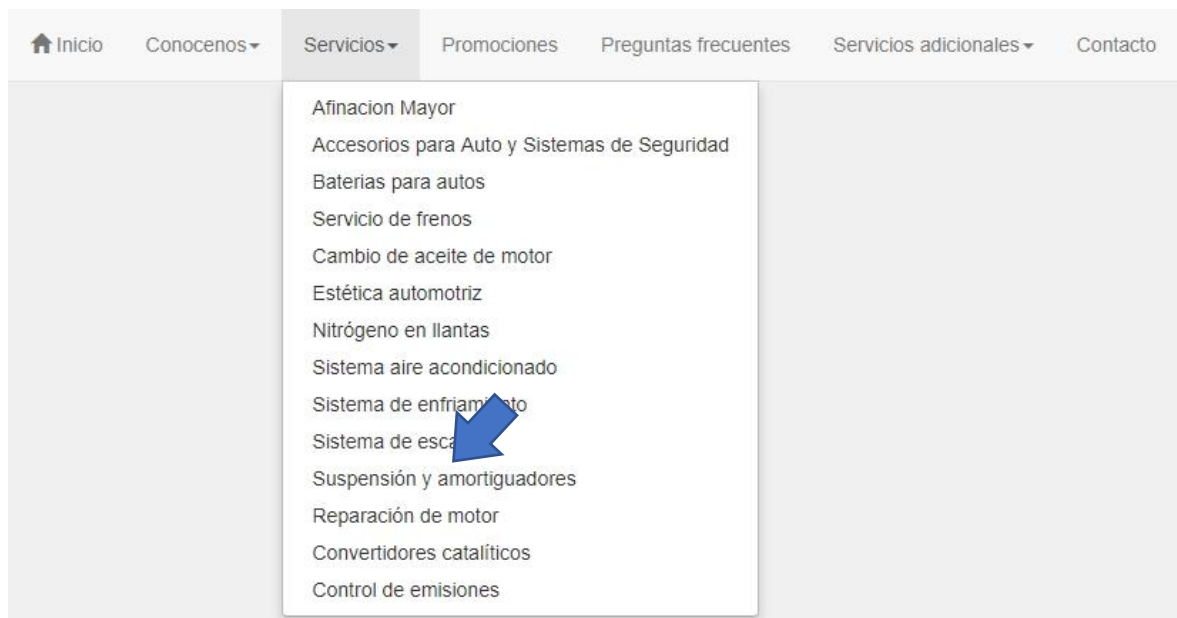 Inicio Conocenos Servicios Promociones Preguntas frecuentes Servicios adicionales Contacto
Afinacion Mayor
Accesorios para Auto y Sistemas de Seguridad
Baterias para autos
Servicio de frenos
Cambio de aceite de motor
Estética automotriz
Nitrógeno en llantas
Sistema aire acondicionado
Sistema de enfriamiento
Sistema de
Suspensión y amortiguadores
Reparación de motor
Convertidores catalíticos
Control de emisiones